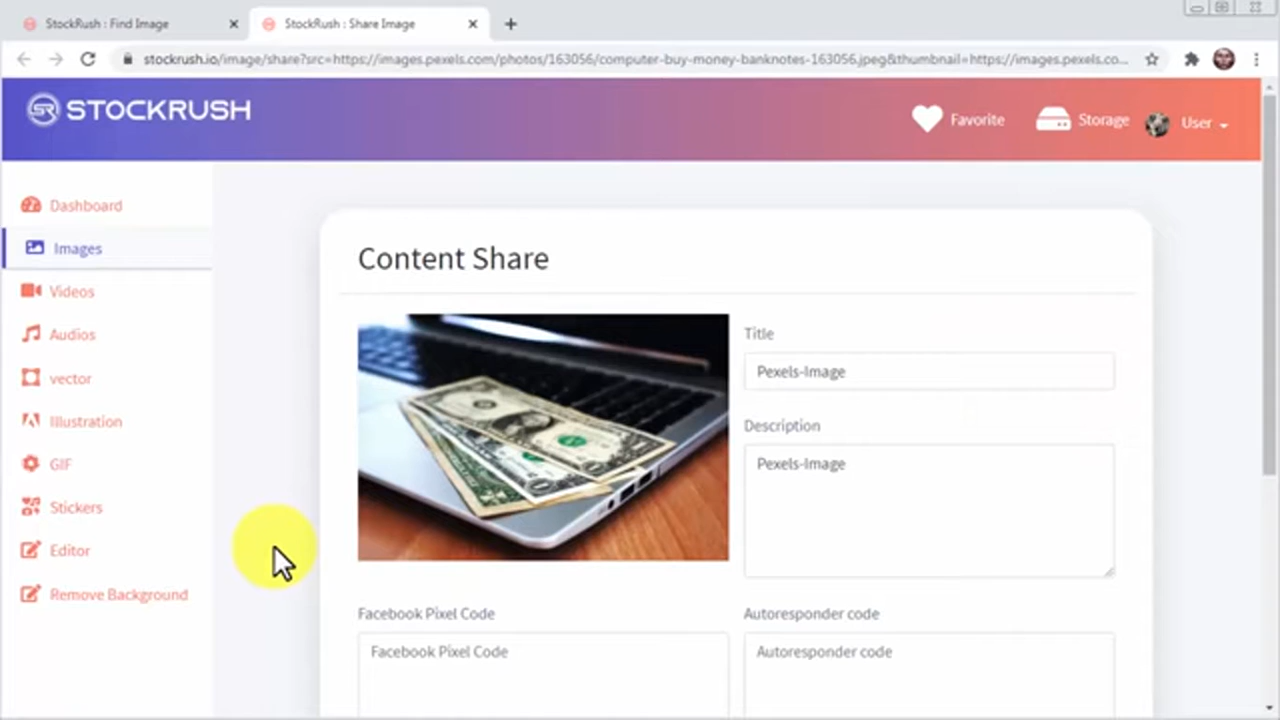 StockRush : Find Image
StockRush : Share Image
stockrush.io/image/share?src=https://images.pexels.com/photos/163056/computer-buy-money-banknotes-163056.jpeg&thumbnail=https://images.pexels.co...
SR STOCKRUSH
Favorite
Storage
User
Dashboard
Images
Videos
Audios
vector
Illustration
GIF
Stickers
Editor
Remove Background
Content Share
Title
Pexels-Image
Description
Pexels-Image
Facebook Pixel Code
Autoresponder code
Facebook Pixel Code
Autoresponder code